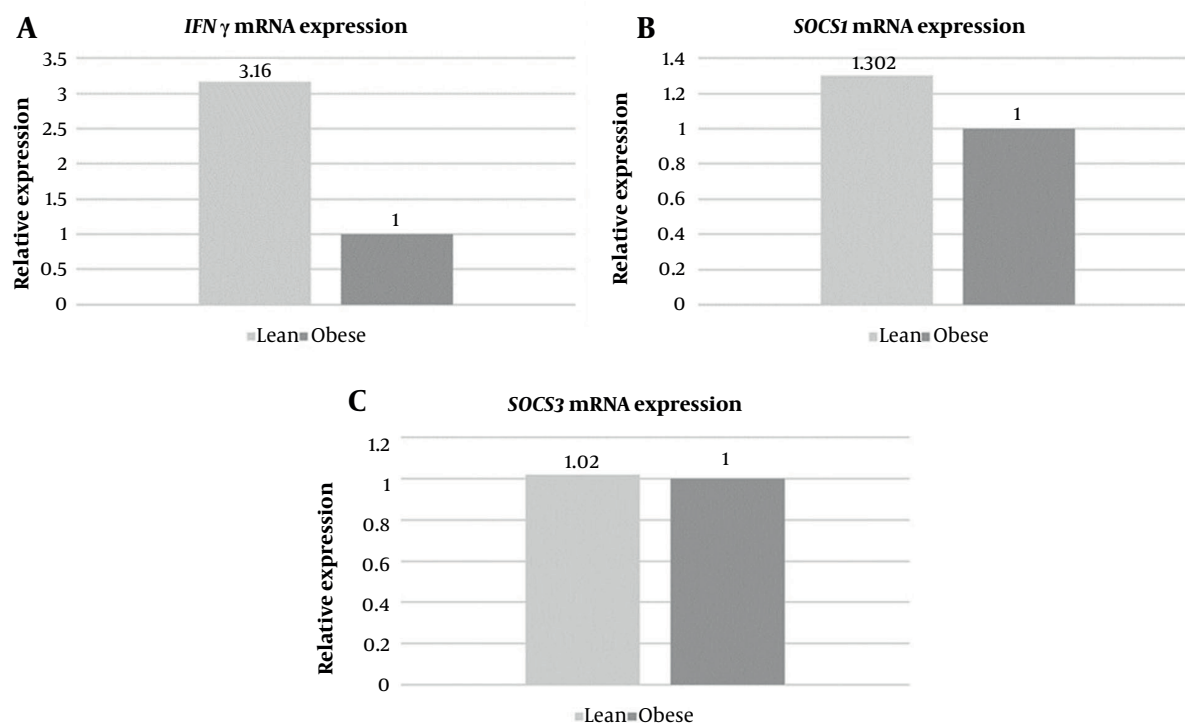 A
IFN γ mRNA expression
Relative expression
3.5
3
2.5
2
1.5
1
0.5
0
3.16
1
Lean Obese
B
SOCS1 mRNA expression
Relative expression
1.4
1.2
1
0.8
0.6
0.4
0.2
0
1.302
1
Lean Obese
C
SOCS3 mRNA expression
Relative expression
1.2
1
0.8
0.6
0.4
0.2
0
1.02
1
Lean Obese